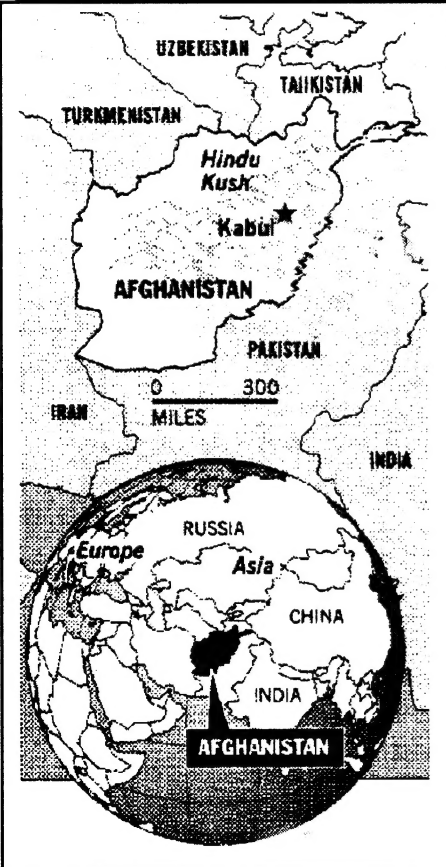 UZBEKISTAN
TAJIKISTAN
TURKMENISTAN
Hindu
Kush
Kabul
AFGHANISTAN
PAKISTAN
0 300
MILES
IRAN
INDIA
RUSSIA
Europe
Asia
CHINA
INDIA
AFGHANISTAN